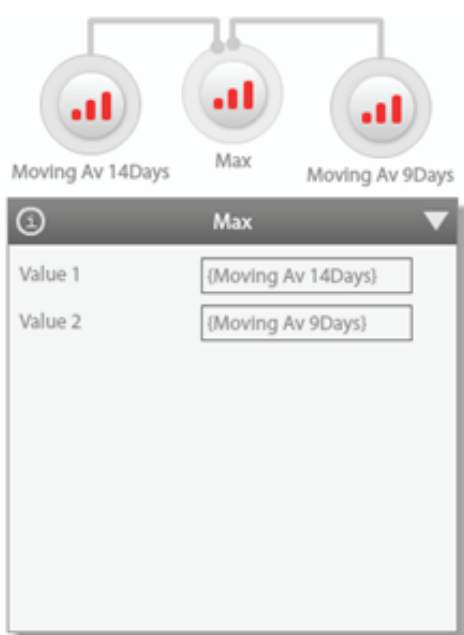 Moving Av 14Days
Max
Moving Av 9Days
Max
Value 1 {Moving Av 14Days}
Value 2 {Moving Av 9Days}